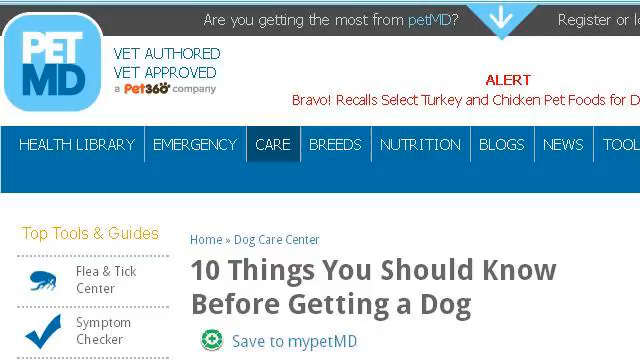 Are you getting the most from petMD?
Register or lo
PET
MD
VET AUTHORED
VET APPROVED
a Pet360 company
ALERT
Bravo! Recalls Select Turkey and Chicken Pet Foods for D
HEALTH LIBRARY
EMERGENCY
CARE
BREEDS
NUTRITION
BLOGS
NEWS
TOOL
Top Tools & Guides
Flea & Tick
Center
Symptom
Checker
Home » Dog Care Center
10 Things You Should Know
Before Getting a Dog
Save to mypetMD